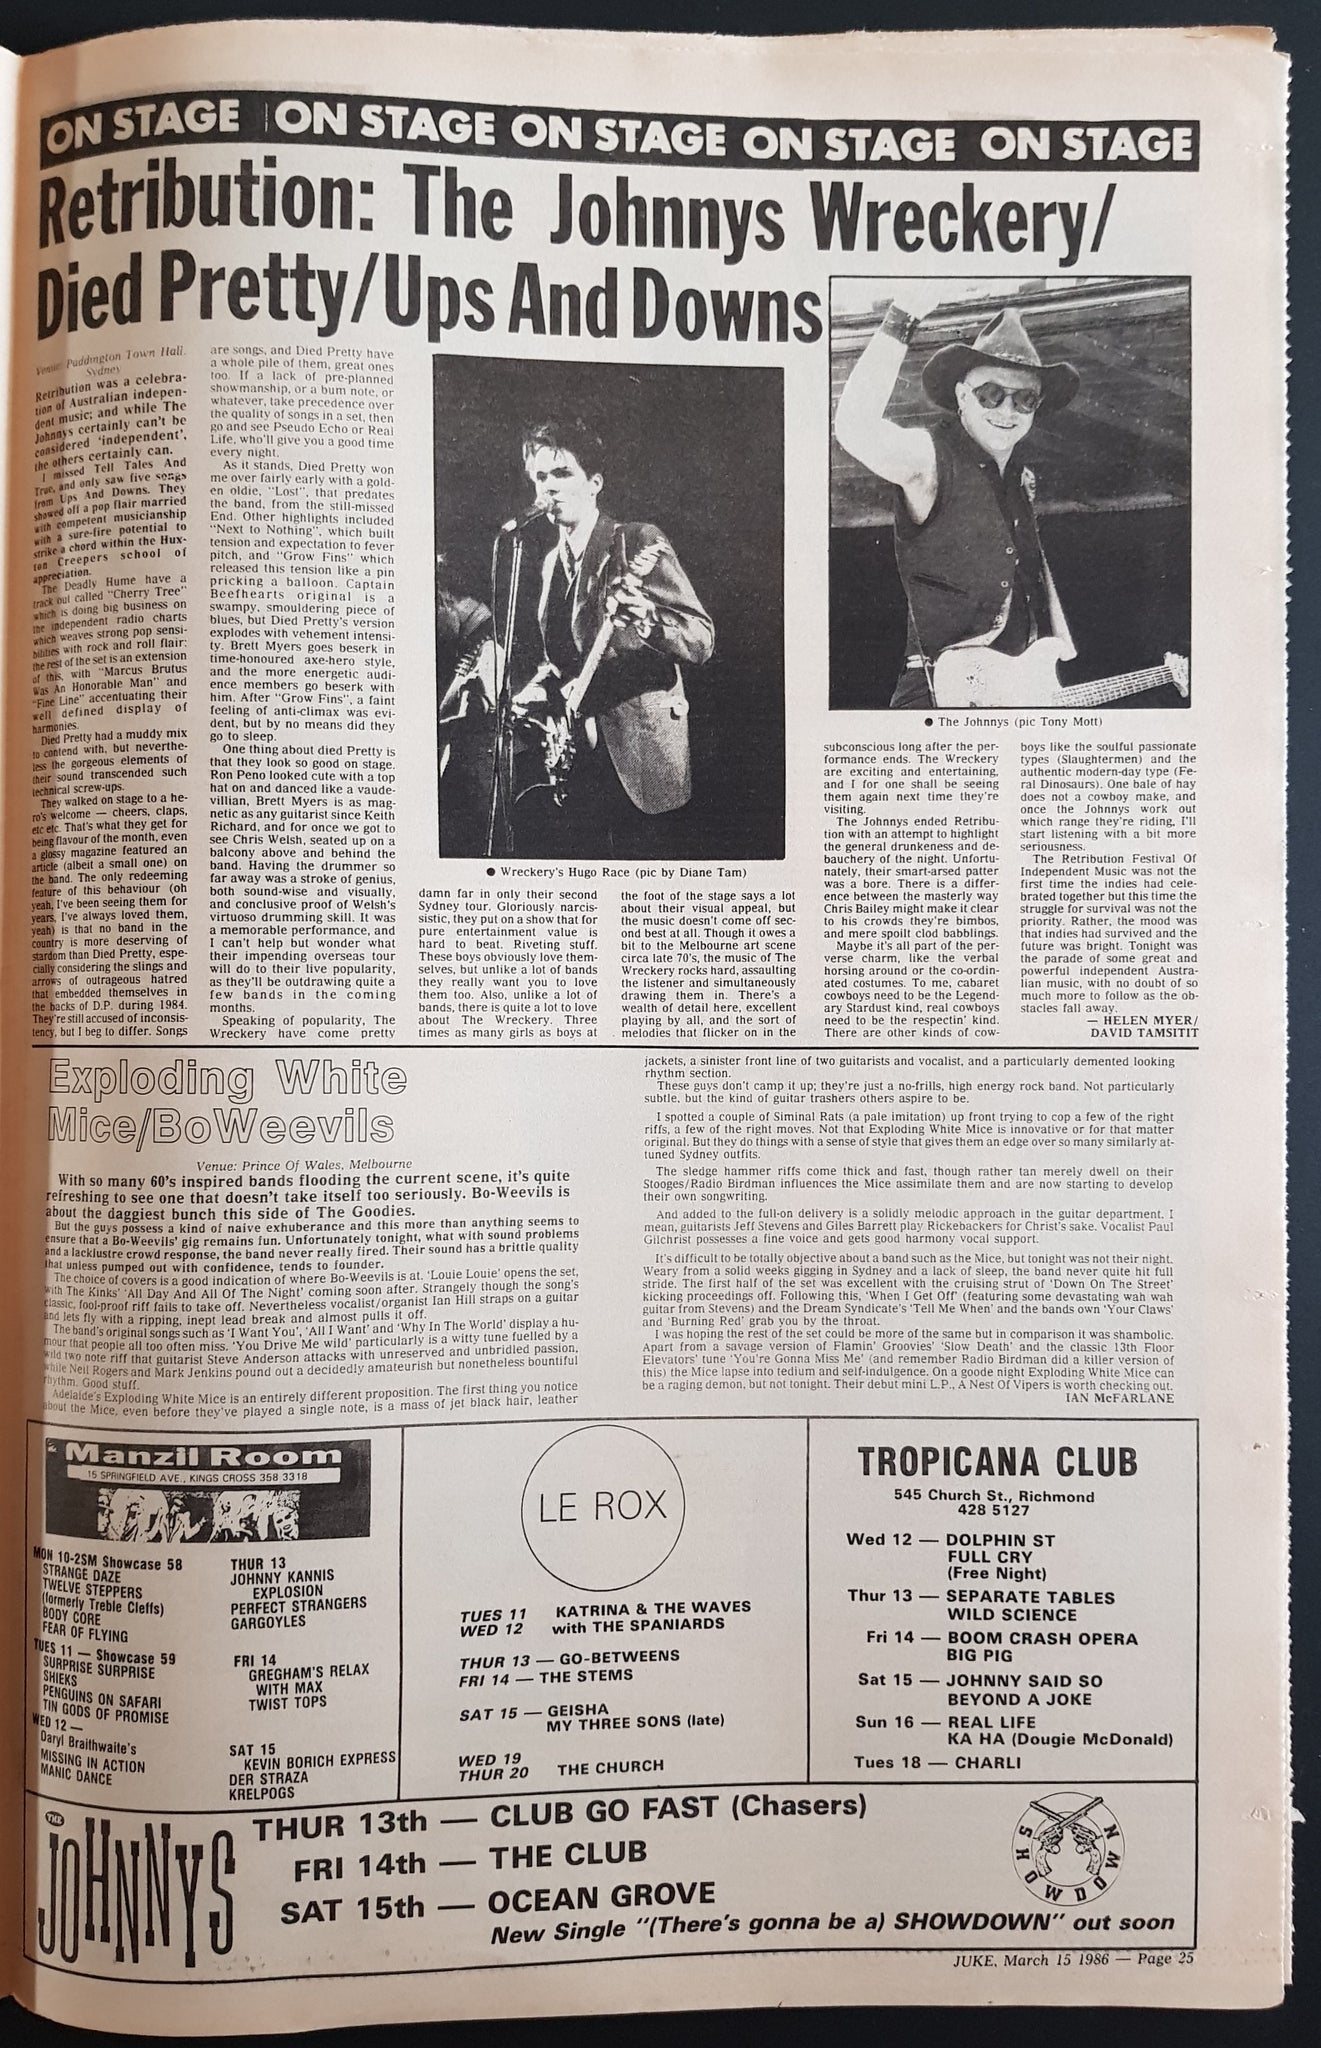 ON STAGE ON STAGE ON STAGE ON STAGE ON STAGE
Retribution: The Johnnys Wreckery/
Died Pretty/Ups And Downs
Venue: Paddington Town Hall,
Sydney
Retribution was a celebra-
tion of Australian indepen-
dent music; and while The
Johnnys certainly can't be
considered 'independent',
the others certainly can.
I missed Tell Tales And
True, and only saw five songs
from Ups And Downs. They
showed off a pop flair married
with competent musicianship
with a sure-fire potential to
strike a chord within the Hux-
ton Creepers school of
appreciation.
The Deadly Hume have a
track out called "Cherry Tree"
which is doing big business on
the independent radio charts
which weaves strong pop sensi-
bilities with rock and roll flair:
the rest of the set is an extension
of this, with "Marcus Brutus
Was An Honorable Man" and
"Fine Line" accentuating their
well defined display of
harmonies.
Died Pretty had a muddy mix
to contend with, but neverthe-
less the gorgeous elements of
their sound transcended such
technical screw-ups.
They walked on stage to a he-
ro's welcome — cheers, claps,
etc etc. That's what they get for
being flavour of the month, even
a glossy magazine featured an
article (albeit a small one) on
the band. The only redeeming
feature of this behaviour (oh
yeah, I've been seeing them for
years, I've always loved them,
yeah) is that no band in the
country is more deserving of
stardom than Died Pretty, espe-
cially considering the slings and
arrows of outrageous hatred
that embedded themselves in
the backs of D.P. during 1984.
They're still accused of inconsis-
tency, but I beg to differ. Songs
are songs, and Died Pretty have
a whole pile of them, great ones
too. If a lack of pre-planned
showmanship, or a bum note, or
whatever, take precedence over
the quality of songs in a set, then
go and see Pseudo Echo or Real
Life, who'll give you a good time
every night.
As it stands, Died Pretty won
me over fairly early with a gold-
en oldie, "Lost", that predates
the band, from the still-missed
End. Other highlights included
"Next to Nothing", which built
tension and expectation to fever
pitch, and "Grow Fins" which
released this tension like a pin
pricking a balloon. Captain
Beefhearts original is a
swampy, smouldering piece of
blues, but Died Pretty's version
explodes with vehement intensi-
ty. Brett Myers goes beserk in
time-honoured axe-hero style,
and the more energetic audi-
ence members go beserk with
him. After "Grow Fins", a faint
feeling of anti-climax was evi-
dent, but by no means did they
go to sleep.
One thing about died Pretty is
that they look so good on stage.
Ron Peno looked cute with a top
hat on and danced like a vaude-
villian, Brett Myers is as mag-
netic as any guitarist since Keith
Richard, and for once we got to
see Chris Welsh, seated up on a
balcony above and behind the
band. Having the drummer so
far away was a stroke of genius,
both sound-wise and visually,
and conclusive proof of Welsh's
virtuoso drumming skill. It was
a memorable performance, and
I can't help but wonder what
their impending overseas tour
will do to their live popularity,
as they'll be outdrawing quite a
few bands in the coming
months.
Speaking of popularity, The
Wreckery have come pretty
● Wreckery's Hugo Race (pic by Diane Tam)
damn far in only their second
Sydney tour. Gloriously narcis-
sistic, they put on a show that for
pure entertainment value is
hard to beat. Riveting stuff.
These boys obviously love them-
selves, but unlike a lot of bands
they really want you to love
them too. Also, unlike a lot of
bands, there is quite a lot to love
about The Wreckery. Three
times as many girls as boys at
the foot of the stage says a lot
about their visual appeal, but
the music doesn't come off sec-
ond best at all. Though it owes a
bit to the Melbourne art scene
circa late 70's, the music of The
Wreckery rocks hard, assaulting
the listener and simultaneously
drawing them in. There's a
wealth of detail here, excellent
playing by all, and the sort of
melodies that flicker on in the
● The Johnnys (pic Tony Mott)
subconscious long after the per-
formance ends. The Wreckery
are exciting and entertaining,
and I for one shall be seeing
them again next time they're
visiting.
The Johnnys ended Retribu-
tion with an attempt to highlight
the general drunkeness and de-
bauchery of the night. Unfortu-
nately, their smart-arsed patter
was a bore. There is a differ-
ence between the masterly way
Chris Bailey might make it clear
to his crowds they're bimbos,
and mere spoilt clod babblings.
Maybe it's all part of the per-
verse charm, like the verbal
horsing around or the co-ordin-
ated costumes. To me, cabaret
cowboys need to be the Legend-
ary Stardust kind, real cowboys
need to be the respectin' kind.
There are other kinds of cow-
boys like the soulful passionate
types (Slaughtermen) and the
authentic modern-day type (Fe-
ral Dinosaurs). One bale of hay
does not a cowboy make, and
once the Johnnys work out
which range they're riding, I'll
start listening with a bit more
seriousness.
The Retribution Festival Of
Independent Music was not the
first time the indies had cele-
brated together but this time the
struggle for survival was not the
priority. Rather, the mood was
that indies had survived and the
future was bright. Tonight was
the parade of some great and
powerful independent Austra-
lian music, with no doubt of so
much more to follow as the ob-
stacles fall away.
— HELEN MYER/
DAVID TAMSITIT
Exploding White
Mice/BoWeevils
Venue: Prince Of Wales, Melbourne
With so many 60's inspired bands flooding the current scene, it's quite
refreshing to see one that doesn't take itself too seriously. Bo-Weevils is
about the daggiest bunch this side of The Goodies.
But the guys possess a kind of naive exhuberance and this more than anything seems to
ensure that a Bo-Weevils' gig remains fun. Unfortunately tonight, what with sound problems
and a lacklustre crowd response, the band never really fired. Their sound has a brittle quality
that unless pumped out with confidence, tends to founder.
The choice of covers is a good indication of where Bo-Weevils is at. 'Louie Louie' opens the set,
with The Kinks' 'All Day And All Of The Night' coming soon after. Strangely though the song's
classic, fool-proof riff fails to take off. Nevertheless vocalist/organist Ian Hill straps on a guitar
and lets fly with a ripping, inept lead break and almost pulls it off.
The band's original songs such as 'I Want You', 'All I Want' and 'Why In The World' display a hu-
mour that people all too often miss. 'You Drive Me wild' particularly is a witty tune fuelled by a
wild two note riff that guitarist Steve Anderson attacks with unreserved and unbridled passion,
while Neil Rogers and Mark Jenkins pound out a decidedly amateurish but nonetheless bountiful
rhythm. Good stuff.
Adelaide's Exploding White Mice is an entirely different proposition. The first thing you notice
about the Mice, even before they've played a single note, is a mass of jet black hair, leather
jackets, a sinister front line of two guitarists and vocalist, and a particularly demented looking
rhythm section.
These guys don't camp it up; they're just a no-frills, high energy rock band. Not particularly
subtle, but the kind of guitar trashers others aspire to be.
I spotted a couple of Siminal Rats (a pale imitation) up front trying to cop a few of the right
riffs, a few of the right moves. Not that Exploding White Mice is innovative or for that matter
original. But they do things with a sense of style that gives them an edge over so many similarly at-
tuned Sydney outfits.
The sledge hammer riffs come thick and fast, though rather tan merely dwell on their
Stooges/Radio Birdman influences the Mice assimilate them and are now starting to develop
their own songwriting.
And added to the full-on delivery is a solidly melodic approach in the guitar department. I
mean, guitarists Jeff Stevens and Giles Barrett play Rickebackers for Christ's sake. Vocalist Paul
Gilchrist possesses a fine voice and gets good harmony vocal support.
It's difficult to be totally objective about a band such as the Mice, but tonight was not their night.
Weary from a solid weeks gigging in Sydney and a lack of sleep, the band never quite hit full
stride. The first half of the set was excellent with the cruising strut of 'Down On The Street'
kicking proceedings off. Following this, 'When I Get Off' (featuring some devastating wah wah
guitar from Stevens) and the Dream Syndicate's 'Tell Me When' and the bands own 'Your Claws'
and 'Burning Red' grab you by the throat.
I was hoping the rest of the set could be more of the same but in comparison it was shambolic.
Apart from a savage version of Flamin' Groovies' 'Slow Death' and the classic 13th Floor
Elevators' tune 'You're Gonna Miss Me' (and remember Radio Birdman did a killer version of
this) the Mice lapse into tedium and self-indulgence. On a goode night Exploding White Mice can
be a raging demon, but not tonight. Their debut mini L.P., A Nest Of Vipers is worth checking out.
IAN McFARLANE
Manzil Room
15 SPRINGFIELD AVE., KINGS CROSS 358 3318
MON 10-2SM Showcase 58
STRANGE DAZE
TWELVE STEPPERS
(formerly Treble Cleffs)
BODY CORE
FEAR OF FLYING
TUES 11 — Showcase 59
SURPRISE SURPRISE
SHIEKS
PENGUINS ON SAFARI
TIN GODS OF PROMISE
WED 12 —
Daryl Braithwaite's
MISSING IN ACTION
MANIC DANCE
THUR 13
JOHNNY KANNIS
EXPLOSION
PERFECT STRANGERS
GARGOYLES
FRI 14
GREGHAM'S RELAX
WITH MAX
TWIST TOPS
SAT 15
KEVIN BORICH EXPRESS
DER STRAZA
KRELPOGS
LE ROX
TUES 11 KATRINA & THE WAVES
WED 12 with THE SPANIARDS
THUR 13 — GO-BETWEENS
FRI 14 — THE STEMS
SAT 15 — GEISHA
MY THREE SONS (late)
WED 19
THUR 20 THE CHURCH
TROPICANA CLUB
545 Church St., Richmond
428 5127
Wed 12 — DOLPHIN ST
FULL CRY
(Free Night)
Thur 13 — SEPARATE TABLES
WILD SCIENCE
Fri 14 — BOOM CRASH OPERA
BIG PIG
Sat 15 — JOHNNY SAID SO
BEYOND A JOKE
Sun 16 — REAL LIFE
KA HA (Dougie McDonald)
Tues 18 — CHARLI
THE
JOHNNYS
THUR 13th — CLUB GO FAST (Chasers)
FRI 14th — THE CLUB
SAT 15th — OCEAN GROVE
New Single "(There's gonna be a) SHOWDOWN" out soon
SHOWDOWN
JUKE, March 15 1986 — Page 25